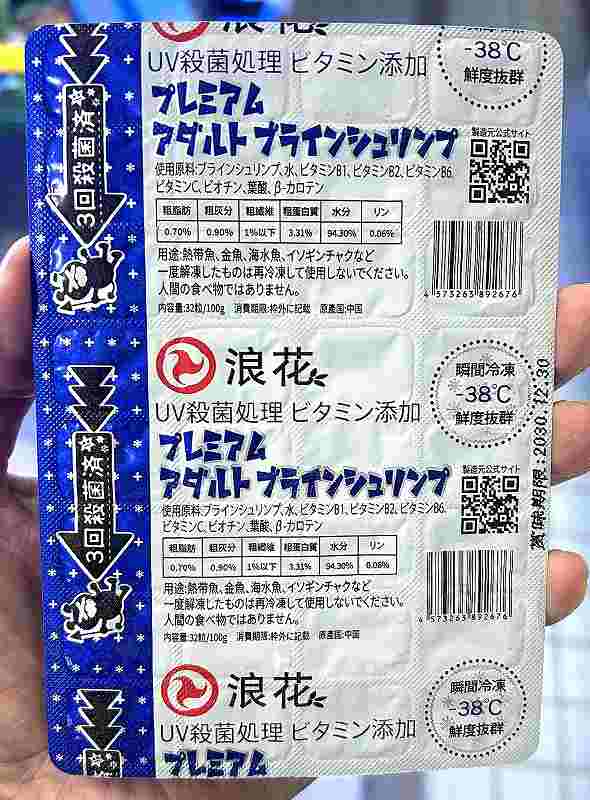 浪花
-38℃
鮮度抜群
UV殺菌処理 ビタミン添加
プレミアム
アダルト ブラインシュリンプ
製造元公式サイト
3回殺菌済
使用原料:ブラインシュリンプ、水、ビタミンB1、ビタミンB2、ビタミンB6、
ビタミンC、ビオチン、葉酸、β-カロテン
粗脂肪 粗灰分 粗繊維 粗蛋白質 水分 リン
0.70% 0.90% 1%以下 3.31% 94.30% 0.06%
用途:熱帯魚、金魚、海水魚、イソギンチャクなど
一度解凍したものは再冷凍して使用しないでください。
人間の食べ物ではありません。
内容量:32粒/100g 消費期限:枠外に記載 原産国:中国
4 573263 892676
浪花
瞬間冷凍
-38℃
鮮度抜群
UV殺菌処理 ビタミン添加
プレミアム
アダルト ブラインシュリンプ
製造元公式サイト
3回殺菌済
使用原料:ブラインシュリンプ、水、ビタミンB1、ビタミンB2、ビタミンB6、
ビタミンC、ビオチン、葉酸、β-カロテン
粗脂肪 粗灰分 粗繊維 粗蛋白質 水分 リン
0.70% 0.90% 1%以下 3.31% 94.30% 0.06%
用途:熱帯魚、金魚、海水魚、イソギンチャクなど
一度解凍したものは再冷凍して使用しないでください。
人間の食べ物ではありません。
内容量:32粒/100g 消費期限:枠外に記載 原産国:中国
4 573263 892676
賞味期限:2030.12.30
浪花
瞬間冷凍
-38℃
鮮度抜群
UV殺菌処理 ビタミン添加
プレミアム